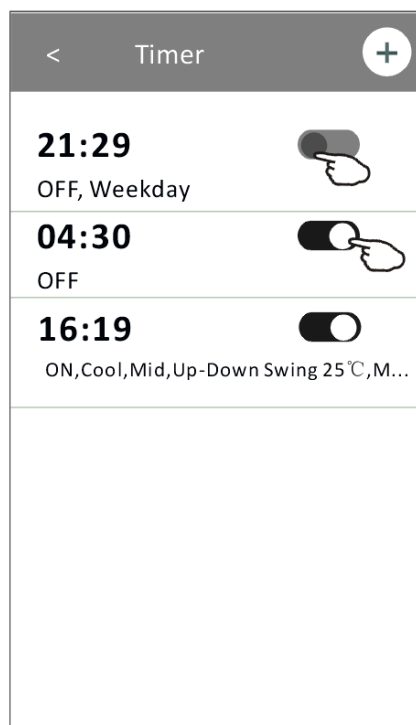 < Timer +
21:29
OFF, Weekday
04:30
OFF
16:19
ON,Cool,Mid,Up-Down Swing 25℃,M...